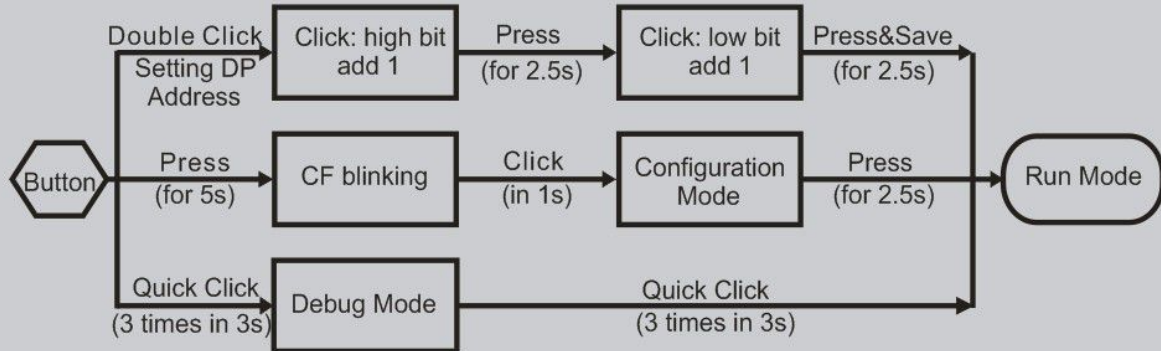 Double Click
Setting DP
Address
Click: high bit
add 1
Press
(for 2.5s)
Click: low bit
add 1
Press&Save
(for 2.5s)
Button
Press
(for 5s)
CF blinking
Click
(in 1s)
Configuration
Mode
Press
(for 2.5s)
Run Mode
Quick Click
(3 times in 3s)
Debug Mode
Quick Click
(3 times in 3s)